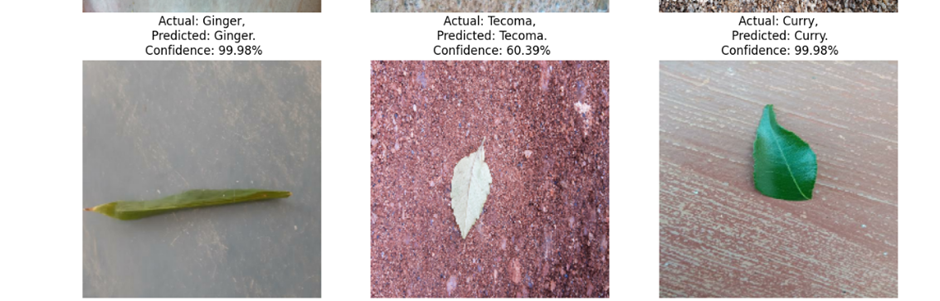 Actual: Ginger,
Predicted: Ginger.
Confidence: 99.98%
Actual: Tecoma,
Predicted: Tecoma.
Confidence: 60.39%
Actual: Curry,
Predicted: Curry.
Confidence: 99.98%